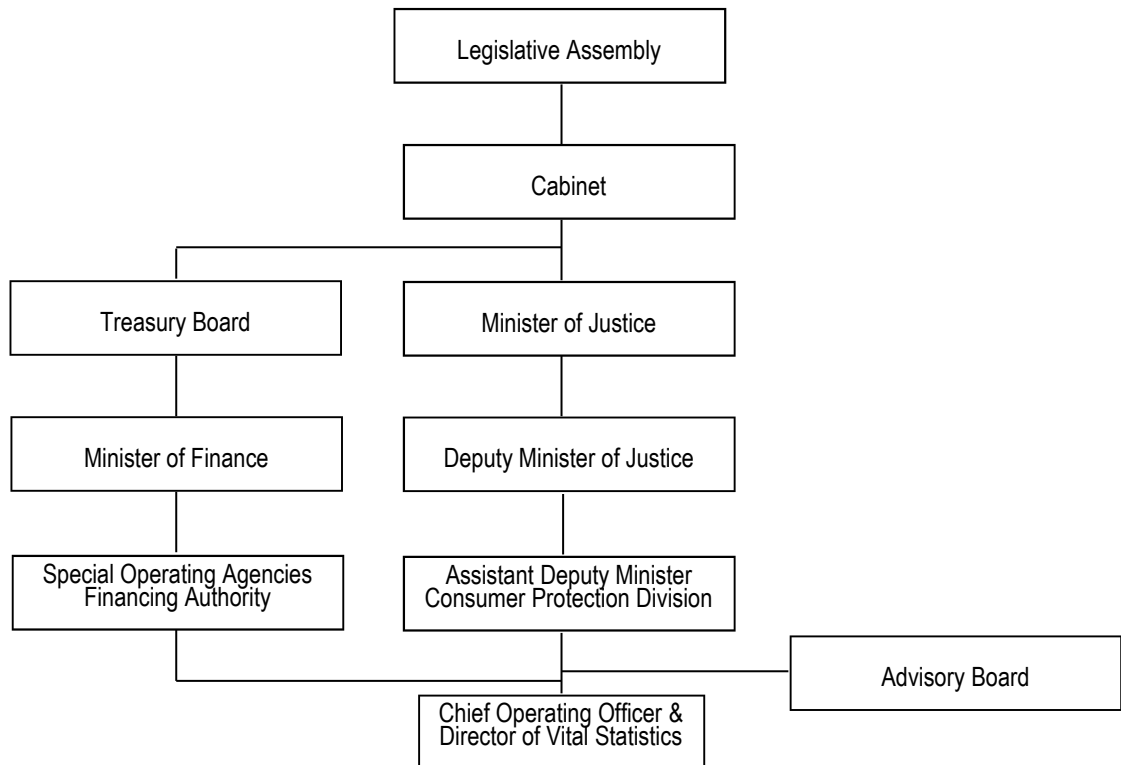 Legislative Assembly
Cabinet
Treasury Board
Minister of Justice
Minister of Finance
Deputy Minister of Justice
Special Operating Agencies
Financing Authority
Assistant Deputy Minister
Consumer Protection Division
Advisory Board
Chief Operating Officer &
Director of Vital Statistics